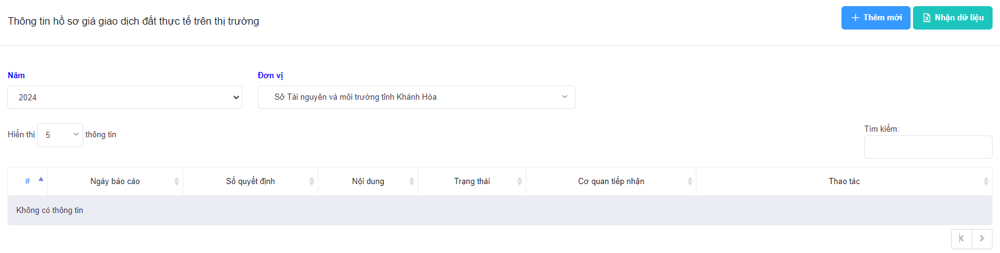 Thông tin hồ sơ giá giao dịch đất thực tế trên thị trường
Thêm mới
Nhận dữ liệu
Năm
Đơn vị
2024
Sở Tài nguyên và môi trường tỉnh Khánh Hòa
Hiển thị 5 thông tin
Tìm kiếm:
# Ngày báo cáo Số quyết định Nội dung Trạng thái Cơ quan tiếp nhận Thao tác
Không có thông tin